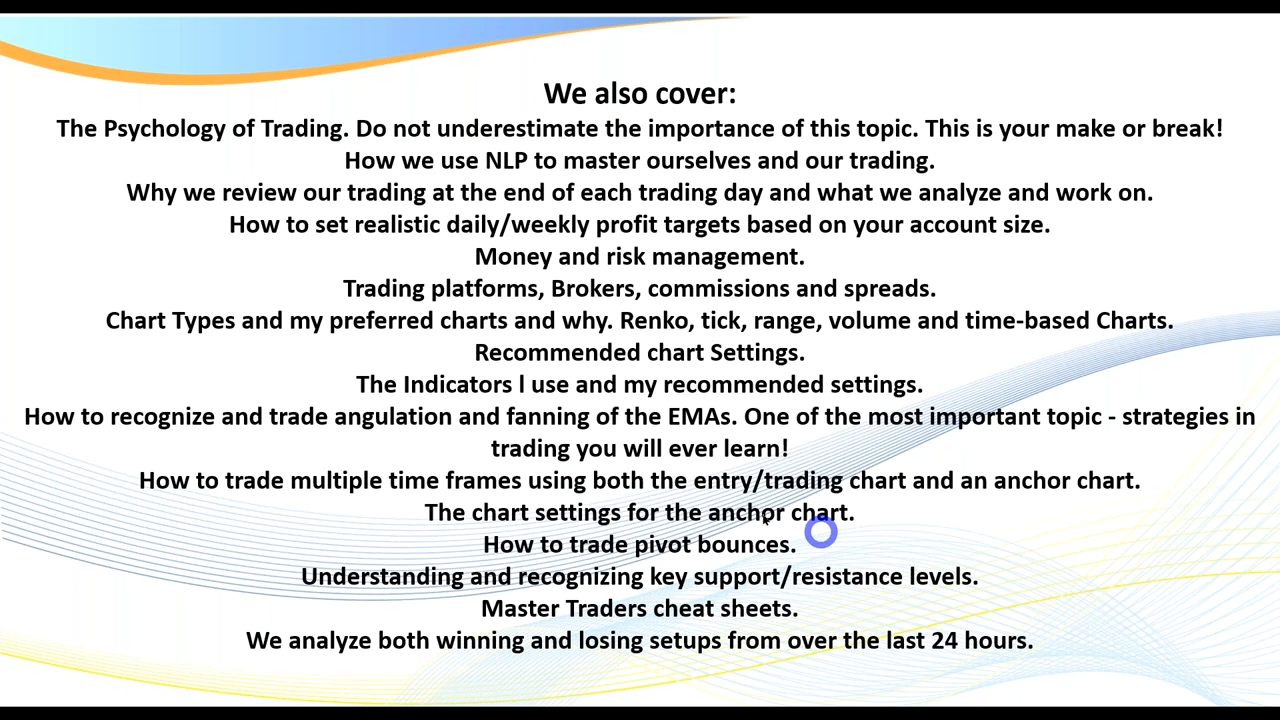 We also cover:
The Psychology of Trading. Do not underestimate the importance of this topic. This is your make or break!
How we use NLP to master ourselves and our trading.
Why we review our trading at the end of each trading day and what we analyze and work on.
How to set realistic daily/weekly profit targets based on your account size.
Money and risk management.
Trading platforms, Brokers, commissions and spreads.
Chart Types and my preferred charts and why. Renko, tick, range, volume and time-based Charts.
Recommended chart Settings.
The Indicators l use and my recommended settings.
How to recognize and trade angulation and fanning of the EMAs. One of the most important topic - strategies in
trading you will ever learn!
How to trade multiple time frames using both the entry/trading chart and an anchor chart.
The chart settings for the anchor chart.
How to trade pivot bounces.
Understanding and recognizing key support/resistance levels.
Master Traders cheat sheets.
We analyze both winning and losing setups from over the last 24 hours.